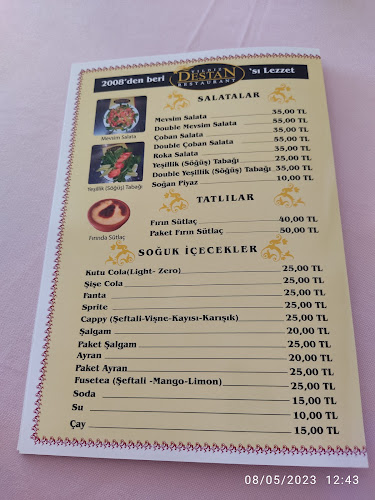 2008'den beri
DESTAN
RESTAURANT
'sı Lezzet
SALATALAR
Mevsim Salata 35,00 TL
Double Mevsim Salata 55,00 TL
Çoban Salata 35,00 TL
Double Çoban Salata 55,00 TL
Roka Salata 35,00 TL
Yeşillik (Söğüş) Tabağı 25,00 TL
Double Yeşillik (Söğüş) Tabağı 35,00 TL
Soğan Piyaz 10,00 TL
Mevsim Salata
Yeşillik (Söğüş) Tabağı
Fırında Sütlaç
TATLILAR
Fırın Sütlaç 40,00 TL
Paket Fırın Sütlaç 50,00 TL
SOĞUK İÇECEKLER
Kutu Cola(Light- Zero) 25,00 TL
Şişe Cola 25,00 TL
Fanta 25,00 TL
Sprite 25,00 TL
Cappy (Şeftali-Vişne-Kayısı-Karışık) 25,00 TL
Şalgam 20,00 TL
Paket Şalgam 25,00 TL
Ayran 20,00 TL
Paket Ayran 25,00 TL
Fusetea (Şeftali -Mango-Limon) 25,00 TL
Soda 15,00 TL
Su 10,00 TL
Çay 15,00 TL
08/05/2023 12:43